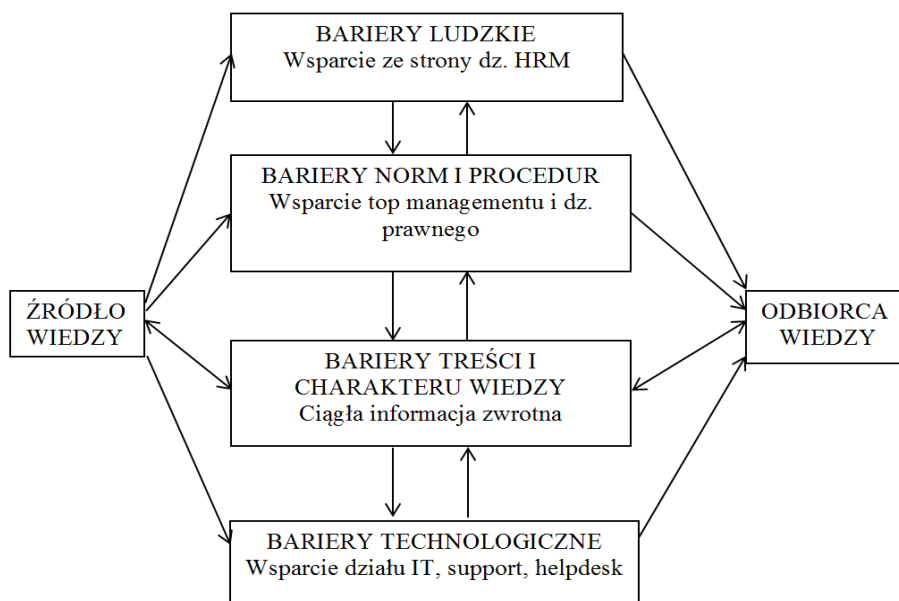 BARIERY LUDZKIE
Wsparcie ze strony dz. HRM
BARIERY NORM I PROCEDUR
Wsparcie top managementu i dz.
prawnego
ŹRÓDŁO
WIEDZY
BARIERY TREŚCI I
CHARAKTERU WIEDZY
Ciągła informacja zwrotna
ODBIORCA
WIEDZY
BARIERY TECHNOLOGICZNE
Wsparcie działu IT, support, helpdesk